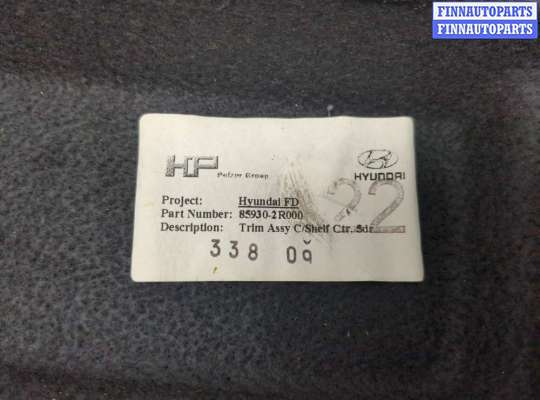 FINNAUTOPARTS
FINNAUTOPARTS
HP
Pelzer Group
HYUNDAI
22
Project: Hyundai FD
Part Number: 85930-2R000
Description: Trim Assy C/Shelf Ctr. 5dr
338 09